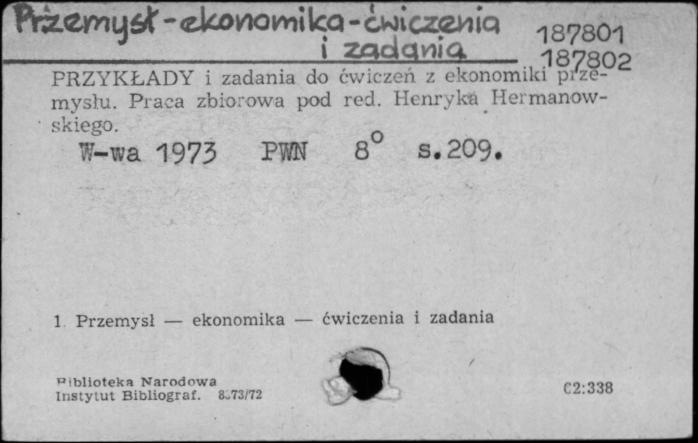 Przemysł-ekonomika-ćwiczenia
i zadania
187801
187802
PRZYKŁADY i zadania do ćwiczeń z ekonomiki prze-
mysłu. Praca zbiorowa pod red. Henryka Hermanow-
skiego.
W-wa 1973 PWN 8° s.209.
1. Przemysł — ekonomika — ćwiczenia i zadania
Biblioteka Narodowa
Instytut Bibliograf. 8.73/72
C2:338